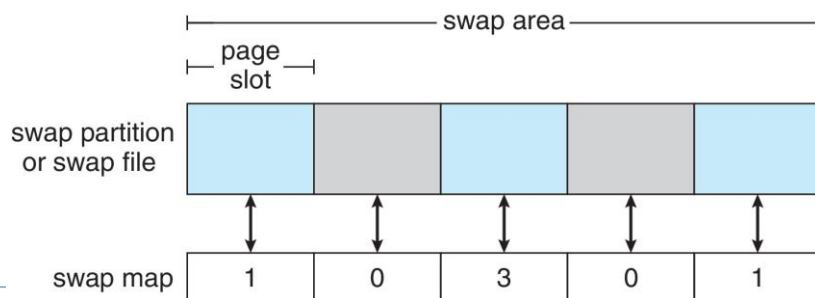 swap area
page
slot
swap partition
or swap file
swap map 1 0 3 0 1